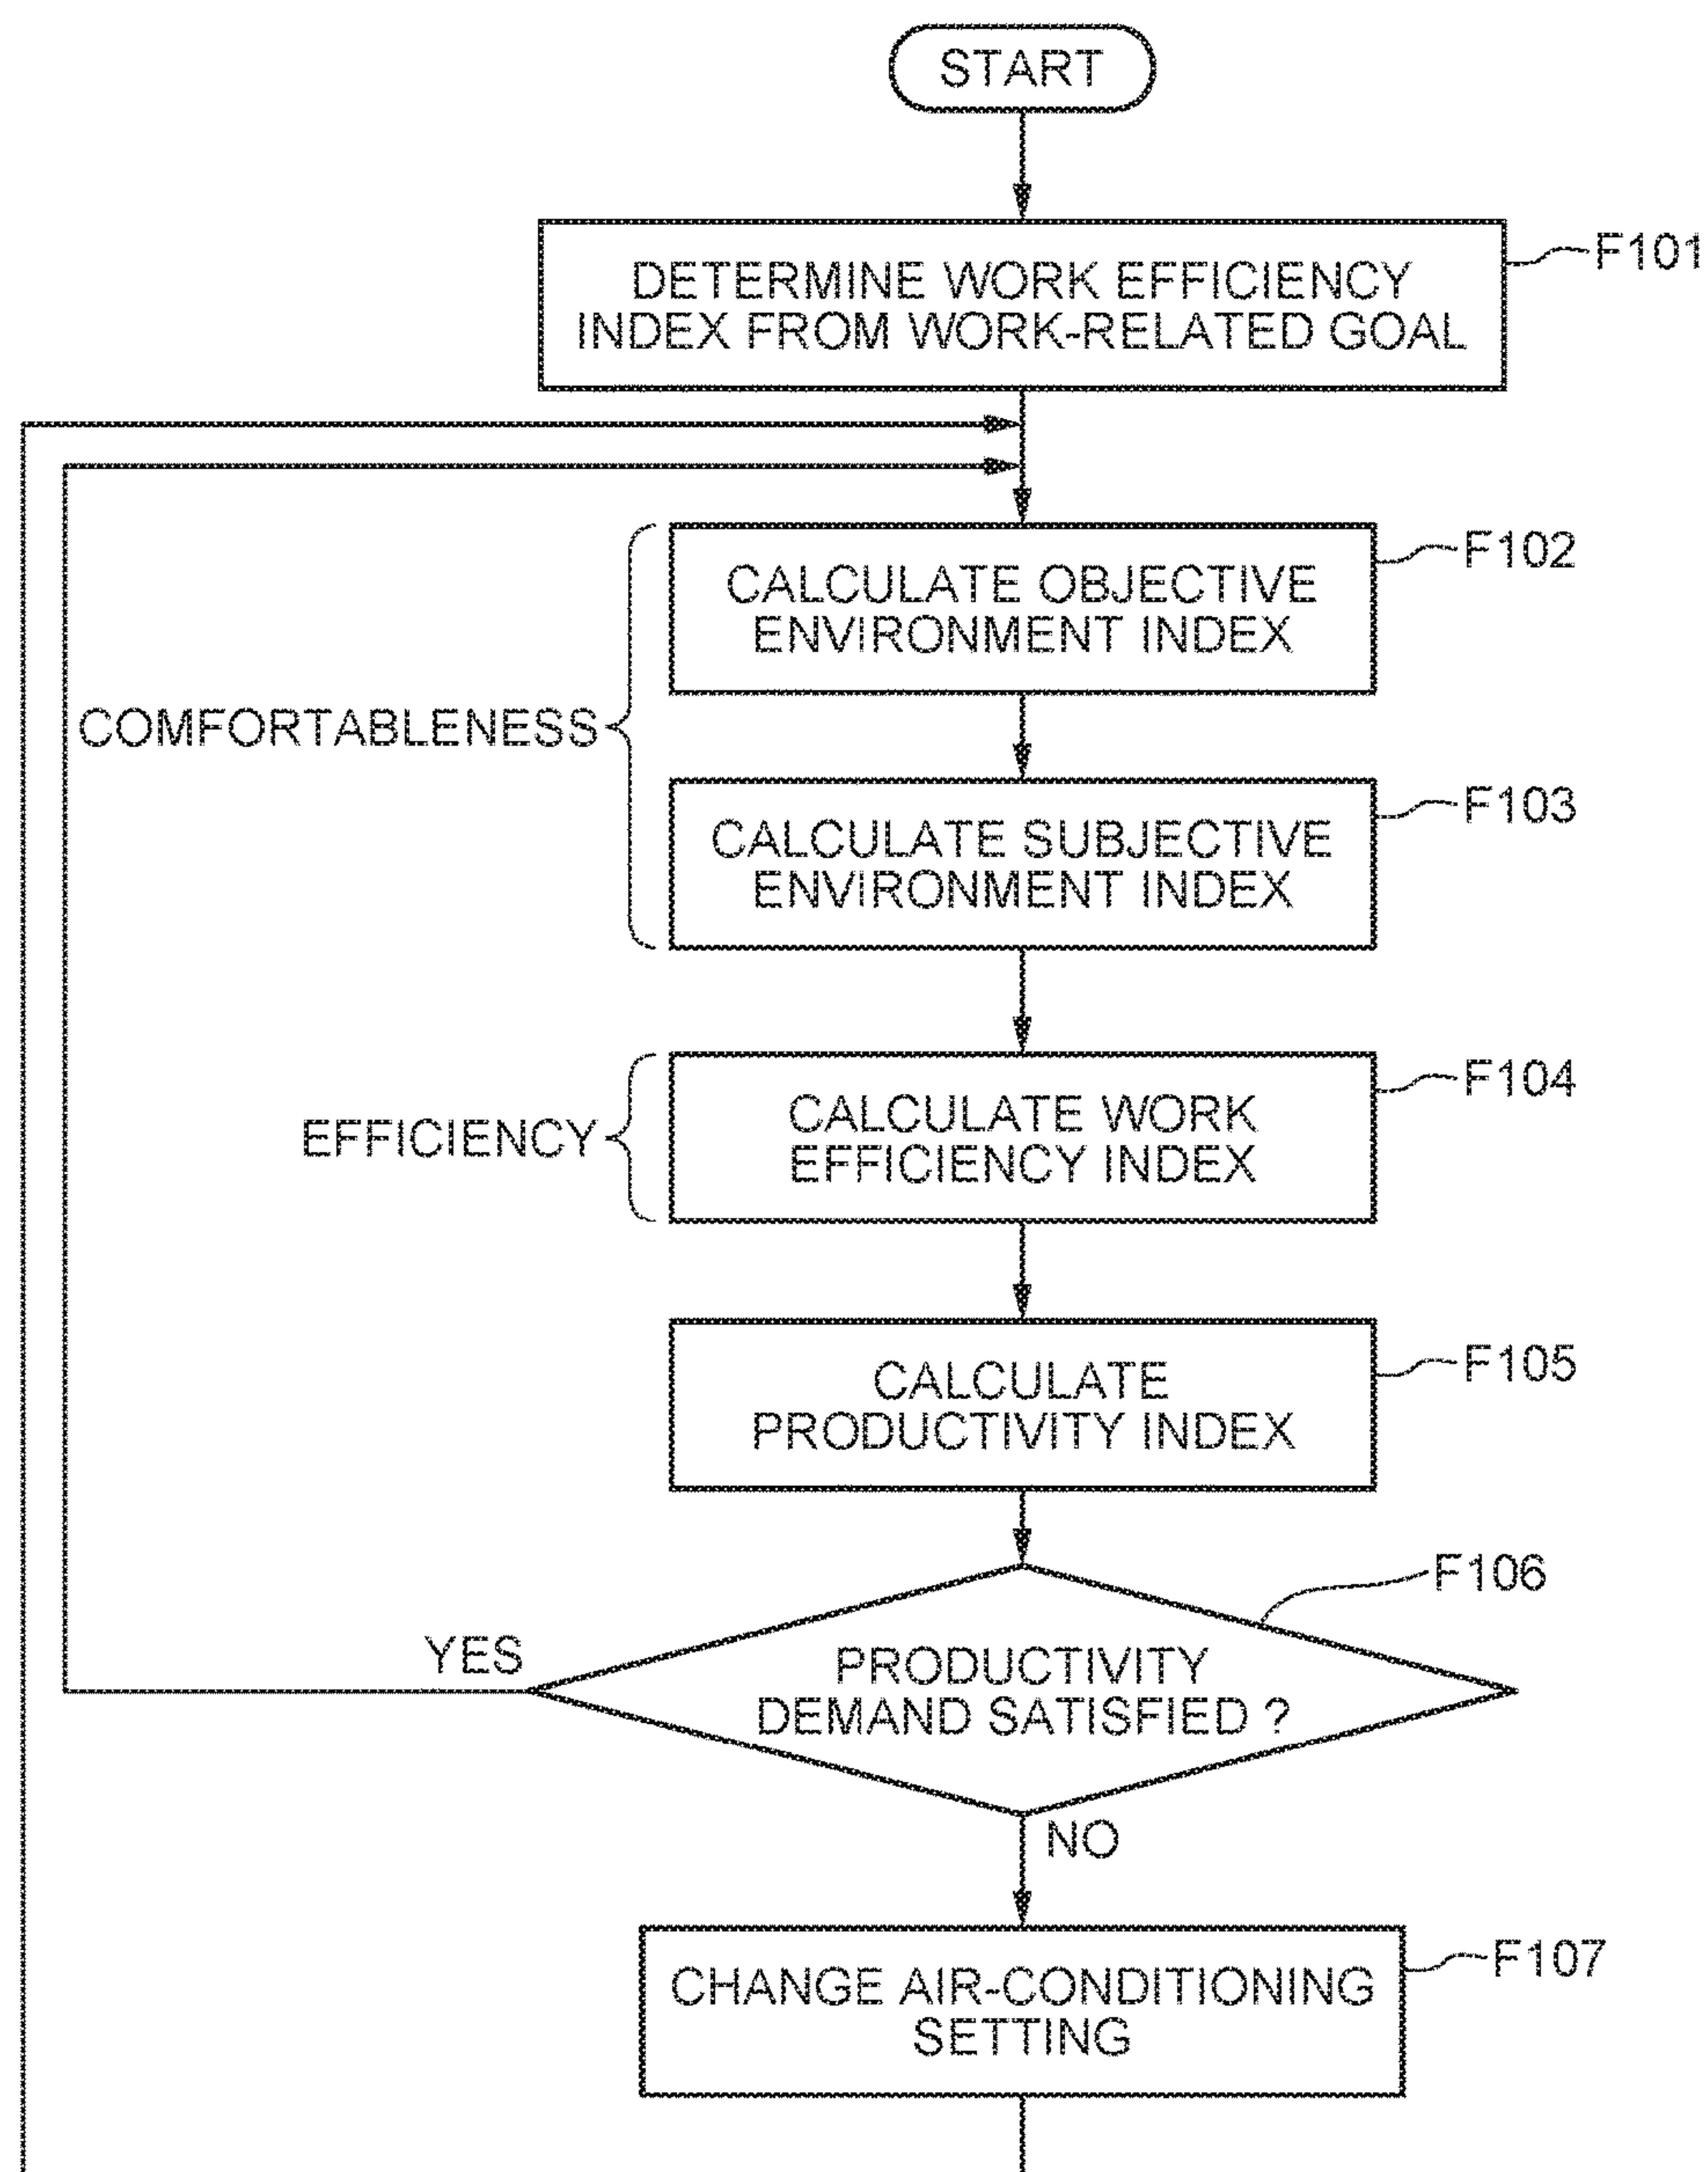 START
DETERMINE WORK EFFICIENCY
INDEX FROM WORK-RELATED GOAL
F101
CALCULATE OBJECTIVE
ENVIRONMENT INDEX
F102
COMFORTABLENESS
CALCULATE SUBJECTIVE
ENVIRONMENT INDEX
F103
EFFICIENCY
CALCULATE WORK
EFFICIENCY INDEX
F104
CALCULATE
PRODUCTIVITY INDEX
F105
F106
YES
PRODUCTIVITY
DEMAND SATISFIED ?
NO
CHANGE AIR-CONDITIONING
SETTING
F107